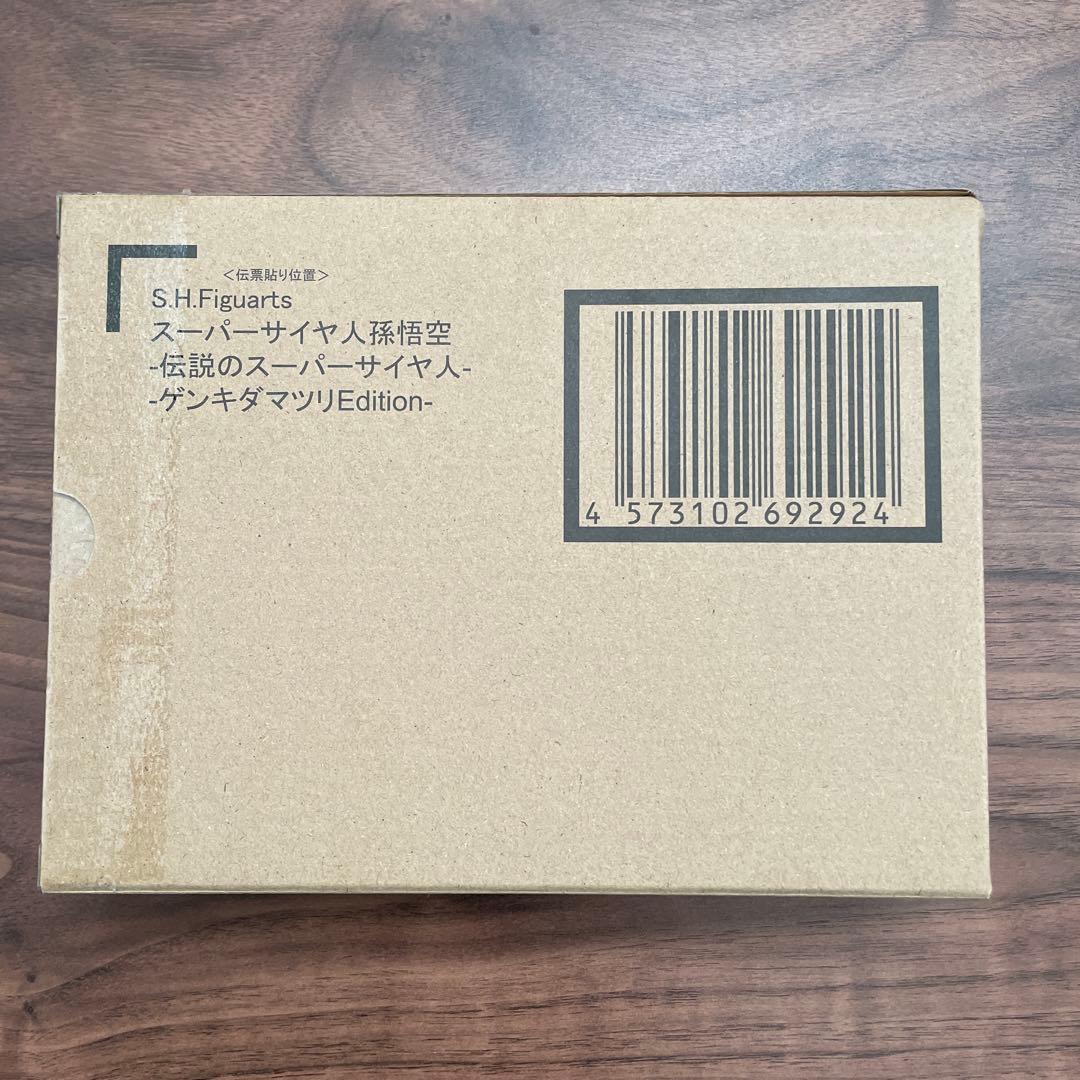 ＜伝票貼り位置＞
S.H.Figuarts
スーパーサイヤ人孫悟空
-伝説のスーパーサイヤ人-
-ゲンキダマツリEdition-
4 573102 692924